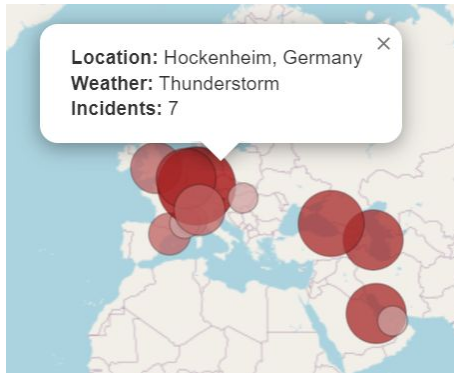 Location: Hockenheim, Germany
Weather: Thunderstorm
Incidents: 7